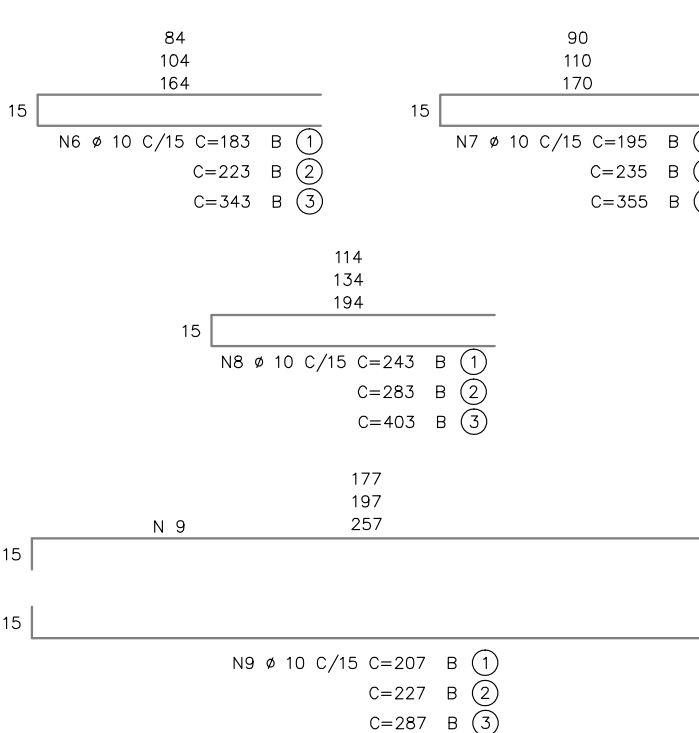 84
104
164
15
N6 ø 10 C/15 C=183 B 1
C=223 B 2
C=343 B 3
90
110
170
15
N7 ø 10 C/15 C=195 B
C=235 B
C=355 B
114
134
194
15
N8 ø 10 C/15 C=243 B 1
C=283 B 2
C=403 B 3
177
197
257
N 9
15
15
N9 ø 10 C/15 C=207 B 1
C=227 B 2
C=287 B 3